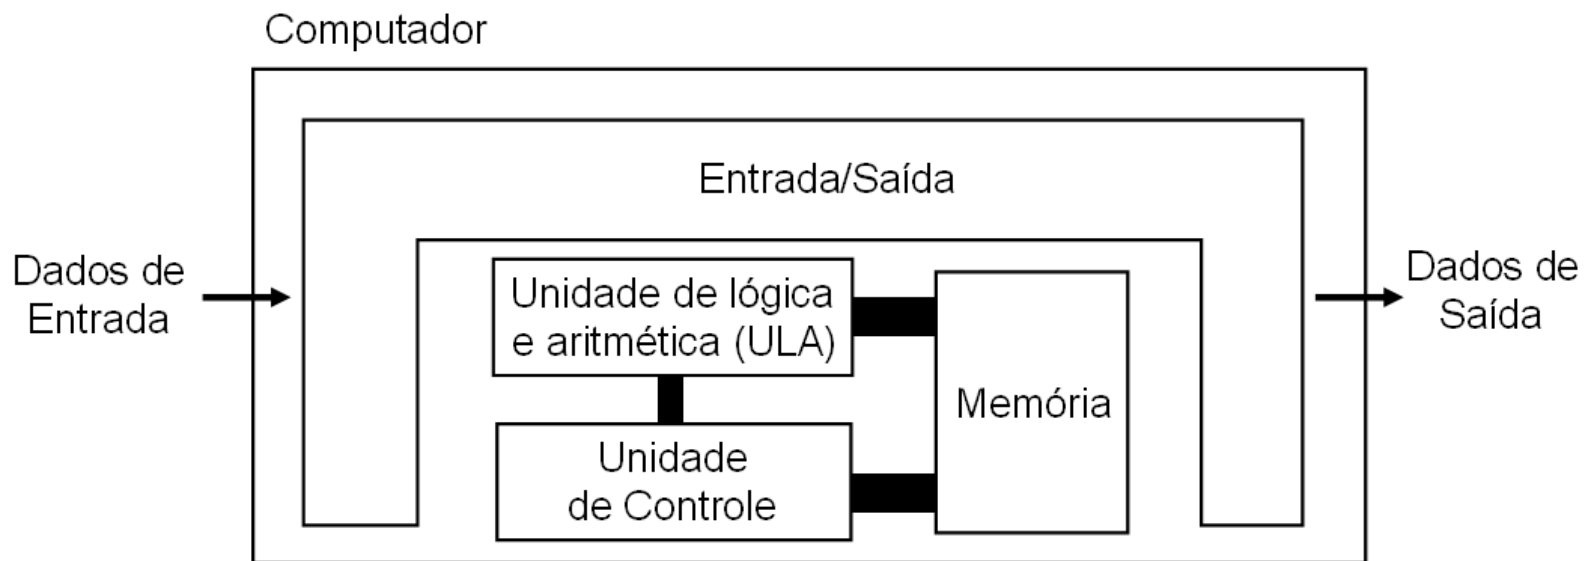 Computador
Entrada/Saída
Dados de
Entrada
Unidade de lógica
e aritmética (ULA)
Memória
Unidade
de Controle
Dados de
Saída